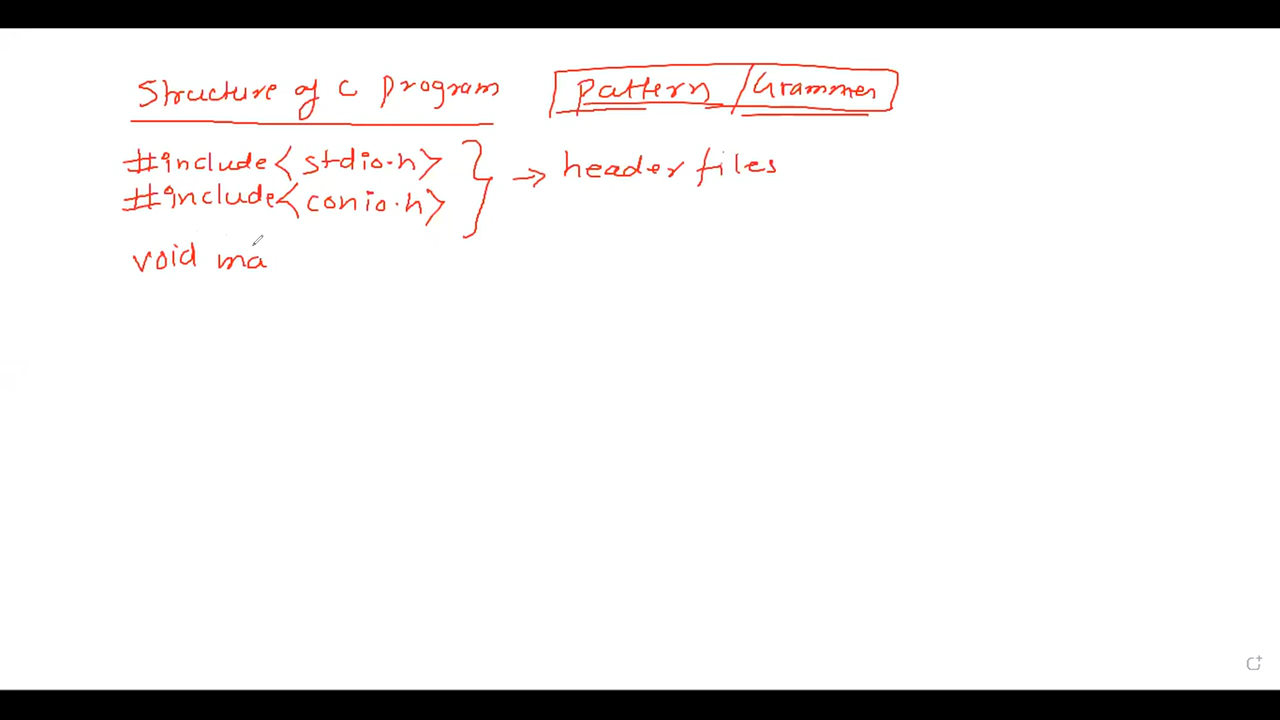 Structure of C program
Pattern/Grammer
#include<stdio.h>
#include<conio.h>
→ header files
void ma